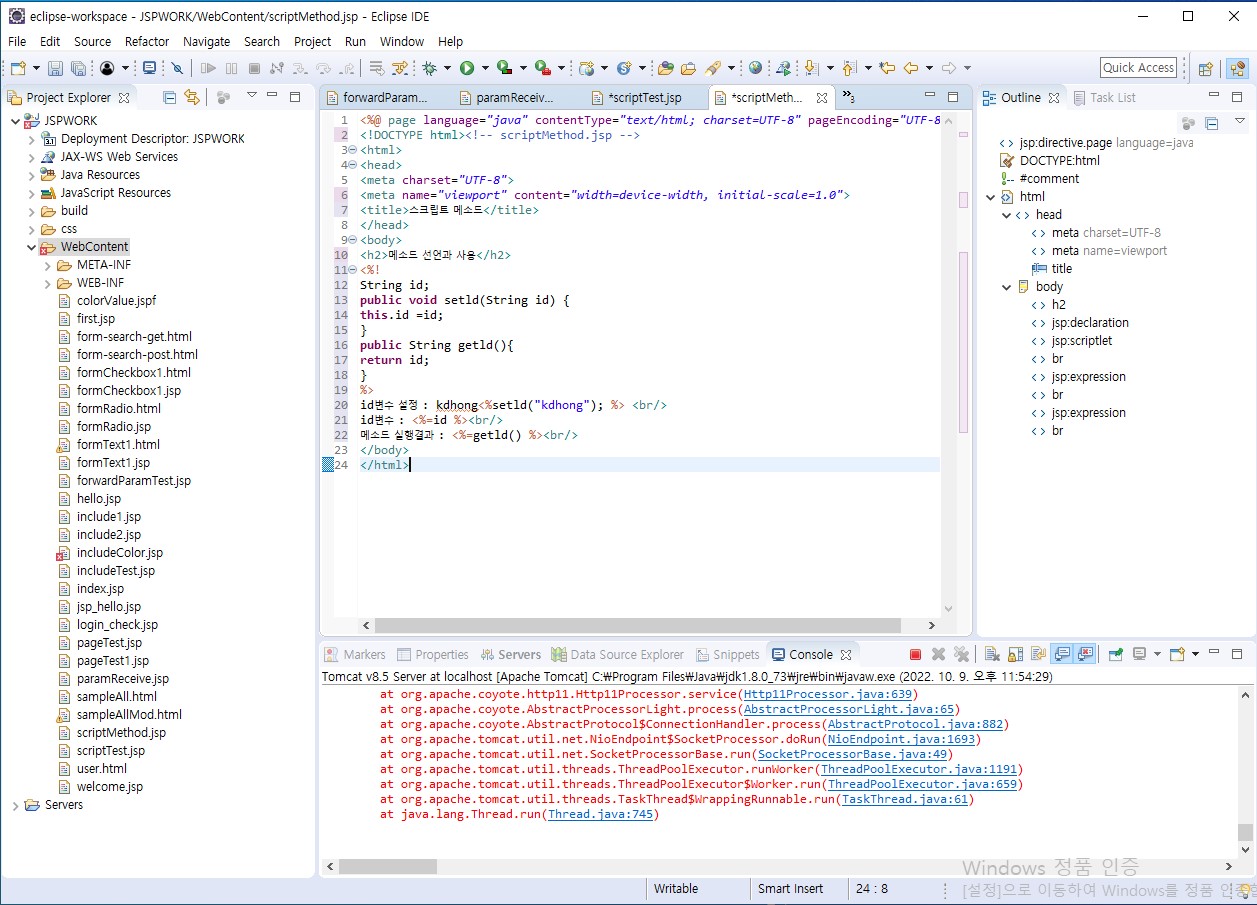 eclipse-workspace - JSPWORK/WebContent/scriptMethod.jsp - Eclipse IDE
File Edit Source Refactor Navigate Search Project Run Window Help
Quick Access
Project Explorer
JSPWORK
Deployment Descriptor: JSPWORK
JAX-WS Web Services
Java Resources
JavaScript Resources
build
css
WebContent
META-INF
WEB-INF
colorValue.jspf
first.jsp
form-search-get.html
form-search-post.html
formCheckbox1.html
formCheckbox1.jsp
formRadio.html
formRadio.jsp
formText1.html
formText1.jsp
forwardParamTest.jsp
hello.jsp
include1.jsp
include2.jsp
includeColor.jsp
includeTest.jsp
index.jsp
jsp_hello.jsp
login_check.jsp
pageTest.jsp
pageTest1.jsp
paramReceive.jsp
sampleAll.html
sampleAllMod.html
scriptMethod.jsp
scriptTest.jsp
user.html
welcome.jsp
Servers
forwardParam... paramReceiv... *scriptTest.jsp *scriptMeth... »3
1 <%@ page language="java" contentType="text/html; charset=UTF-8" pageEncoding="UTF-8
2 <!DOCTYPE html><!-- scriptMethod.jsp -->
3 <html>
4 <head>
5 <meta charset="UTF-8">
6 <meta name="viewport" content="width=device-width, initial-scale=1.0">
7 <title>스크립트 메소드</title>
8 </head>
9 <body>
10 <h2>메소드 선언과 사용</h2>
11 <%!
12 String id;
13 public void setld(String id) {
14 this.id =id;
15 }
16 public String getld(){
17 return id;
18 }
19 %>
20 id변수 설정 : kdhong<%setld("kdhong"); %> <br/>
21 id변수 : <%=id %><br/>
22 메소드 실행결과 : <%=getld() %><br/>
23 </body>
24 </html>
Outline Task List
jsp:directive.page language=java
DOCTYPE:html
#comment
html
head
meta charset=UTF-8
meta name=viewport
title
body
h2
jsp:declaration
jsp:scriptlet
br
jsp:expression
br
jsp:expression
br
Markers Properties Servers Data Source Explorer Snippets Console
Tomcat v8.5 Server at localhost [Apache Tomcat] C:₩Program Files₩Java₩jdk1.8.0_73₩jre₩bin₩javaw.exe (2022. 10. 9. 오후 11:54:29)
at org.apache.coyote.http11.Http11Processor.service(Http11Processor.java:639)
at org.apache.coyote.AbstractProcessorLight.process(AbstractProcessorLight.java:65)
at org.apache.coyote.AbstractProtocol$ConnectionHandler.process(AbstractProtocol.java:882)
at org.apache.tomcat.util.net.NioEndpoint$SocketProcessor.doRun(NioEndpoint.java:1693)
at org.apache.tomcat.util.net.SocketProcessorBase.run(SocketProcessorBase.java:49)
at org.apache.tomcat.util.threads.ThreadPoolExecutor.runWorker(ThreadPoolExecutor.java:1191)
at org.apache.tomcat.util.threads.ThreadPoolExecutor$Worker.run(ThreadPoolExecutor.java:659)
at org.apache.tomcat.util.threads.TaskThread$WrappingRunnable.run(TaskThread.java:61)
at java.lang.Thread.run(Thread.java:745)
Windows 정품 인증
[설정]으로 이동하여 Windows를 정품 인증
Writable Smart Insert 24 : 8